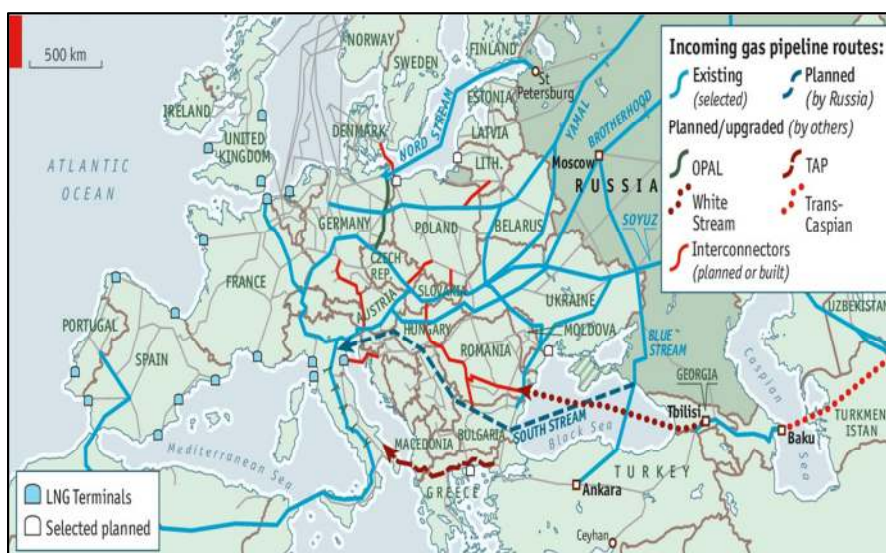 500 km
NORWAY
SWEDEN
FINLAND
St
Petersburg
ESTONIA
LATVIA
LITH.
IRELAND
UNITED
KINGDOM
DENMARK
NORD STREAM
YAMAL
BROTHERHOOD
Moscow
RUSSIA
ATLANTIC
OCEAN
GERMANY
POLAND
BELARUS
SOYUZ
CZECH
REP.
FRANCE
SLOVAKIA
AUSTRIA
UKRAINE
HUNGARY
MOLDOVA
ROMANIA
BLUE
STREAM
PORTUGAL
SPAIN
GEORGIA
Tbilisi
Caspian
Sea
UZBEKISTAN
TURKMEN
ISTAN
Baku
SOUTH STREAM
Black Sea
BULGARIA
MACEDONIA
Mediterranean Sea
GREECE
TURKEY
Ankara
Ceyhan
Incoming gas pipeline routes:
Existing
(selected)
Planned
(by Russia)
Planned/upgraded (by others)
OPAL
TAP
White
Stream
Trans-
Caspian
Interconnectors
(planned or built)
LNG Terminals
Selected planned